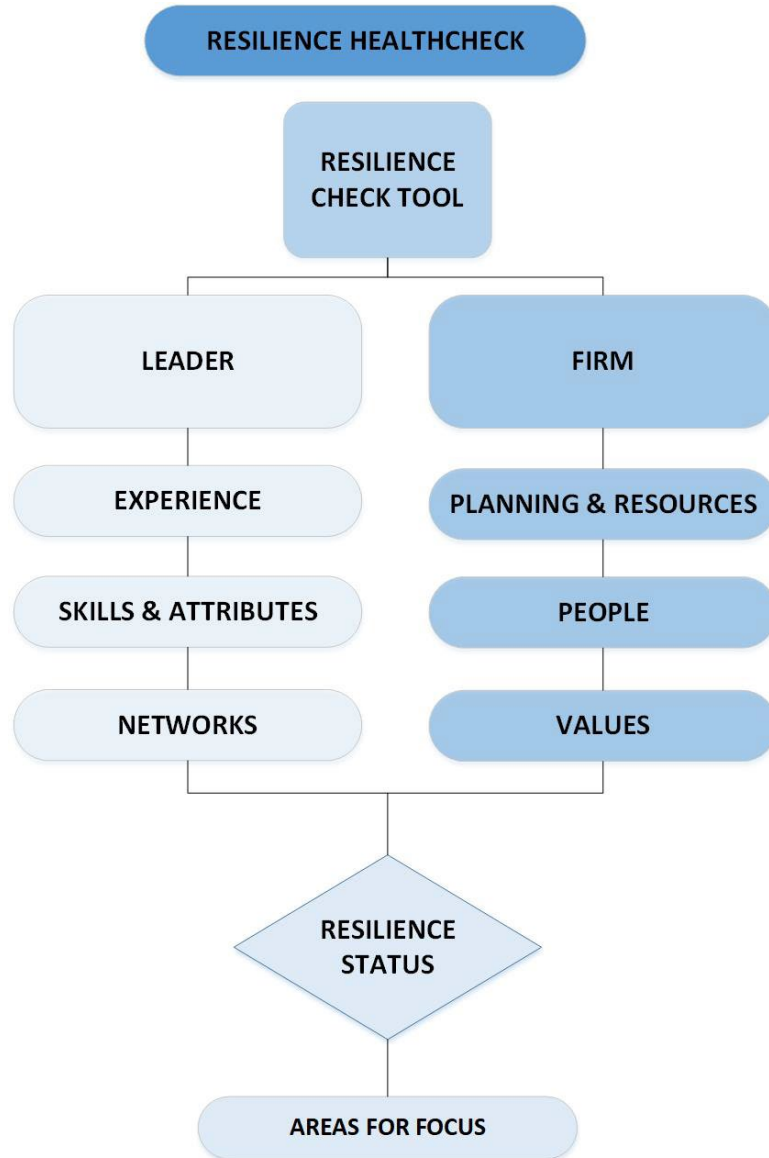 RESILIENCE HEALTHCHECK
RESILIENCE
CHECK TOOL
LEADER
FIRM
EXPERIENCE
PLANNING & RESOURCES
SKILLS & ATTRIBUTES
PEOPLE
NETWORKS
VALUES
RESILIENCE
STATUS
AREAS FOR FOCUS